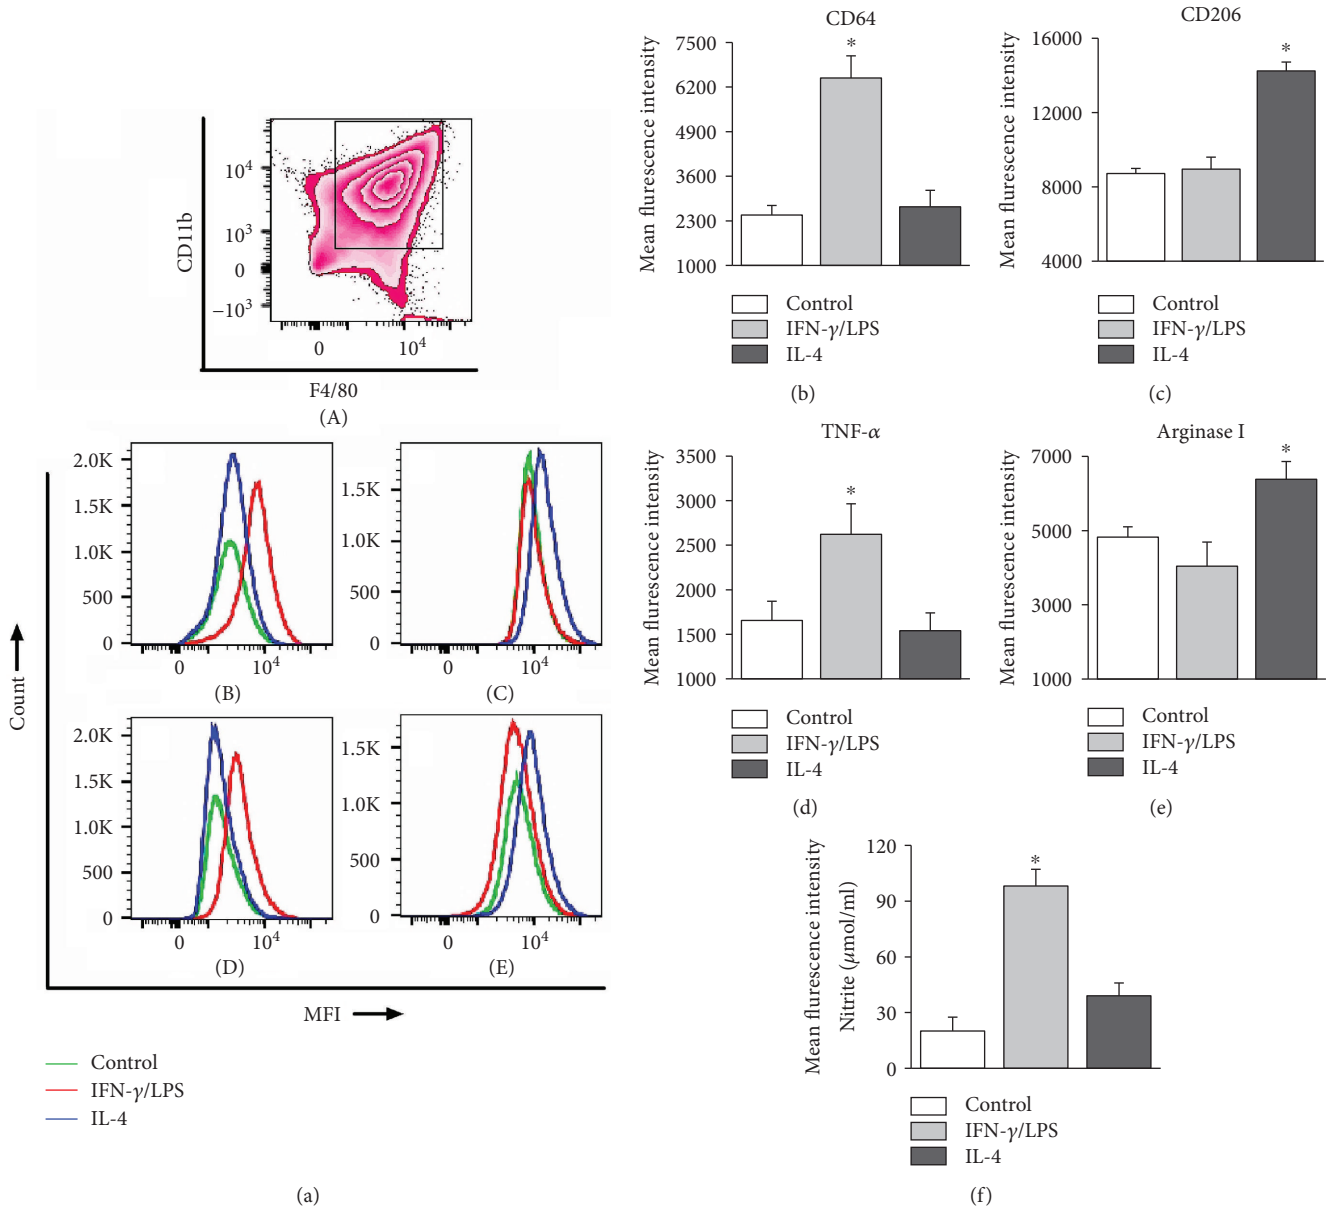 CD11b
10⁴
10³
0
−10³
0
10⁴
F4/80
(A)
2.0K
1.5K
1.0K
500
0
0
10⁴
(B)
1.5K
1.0K
500
0
0
10⁴
(C)
2.0K
1.5K
1.0K
500
0
0
10⁴
(D)
1.5K
1.0K
500
0
0
10⁴
(E)
Count
MFI
Control
IFN-γ/LPS
IL-4
(a)
CD64
Mean flurescence intensity
7500
6200
4900
3600
2300
1000
*
Control
IFN-γ/LPS
IL-4
(b)
CD206
Mean flurescence intensity
16000
12000
8000
4000
*
Control
IFN-γ/LPS
IL-4
(c)
TNF-α
Mean flurescence intensity
3500
3000
2500
2000
1500
1000
*
Control
IFN-γ/LPS
IL-4
(d)
Arginase I
Mean flurescence intensity
7000
5000
3000
1000
*
Control
IFN-γ/LPS
IL-4
(e)
Mean flurescence intensity
Nitrite (μmol/ml)
120
90
60
30
0
*
Control
IFN-γ/LPS
IL-4
(f)